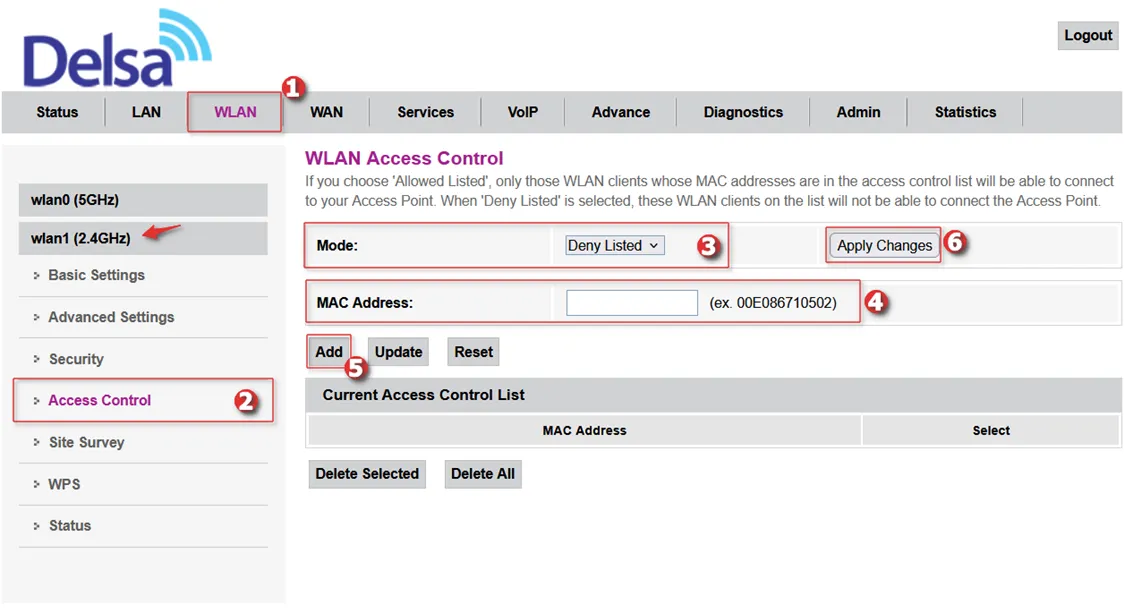 Delsa
Logout
1
Status LAN WLAN WAN Services VoIP Advance Diagnostics Admin Statistics
wlan0 (5GHz)
wlan1 (2.4GHz)
Basic Settings
Advanced Settings
Security
Access Control 2
Site Survey
WPS
Status
WLAN Access Control
If you choose 'Allowed Listed', only those WLAN clients whose MAC addresses are in the access control list will be able to connect
to your Access Point. When 'Deny Listed' is selected, these WLAN clients on the list will not be able to connect the Access Point.
Mode: Deny Listed 3 Apply Changes 6
MAC Address: (ex. 00E086710502) 4
Add 5 Update Reset
Current Access Control List
MAC Address Select
Delete Selected Delete All